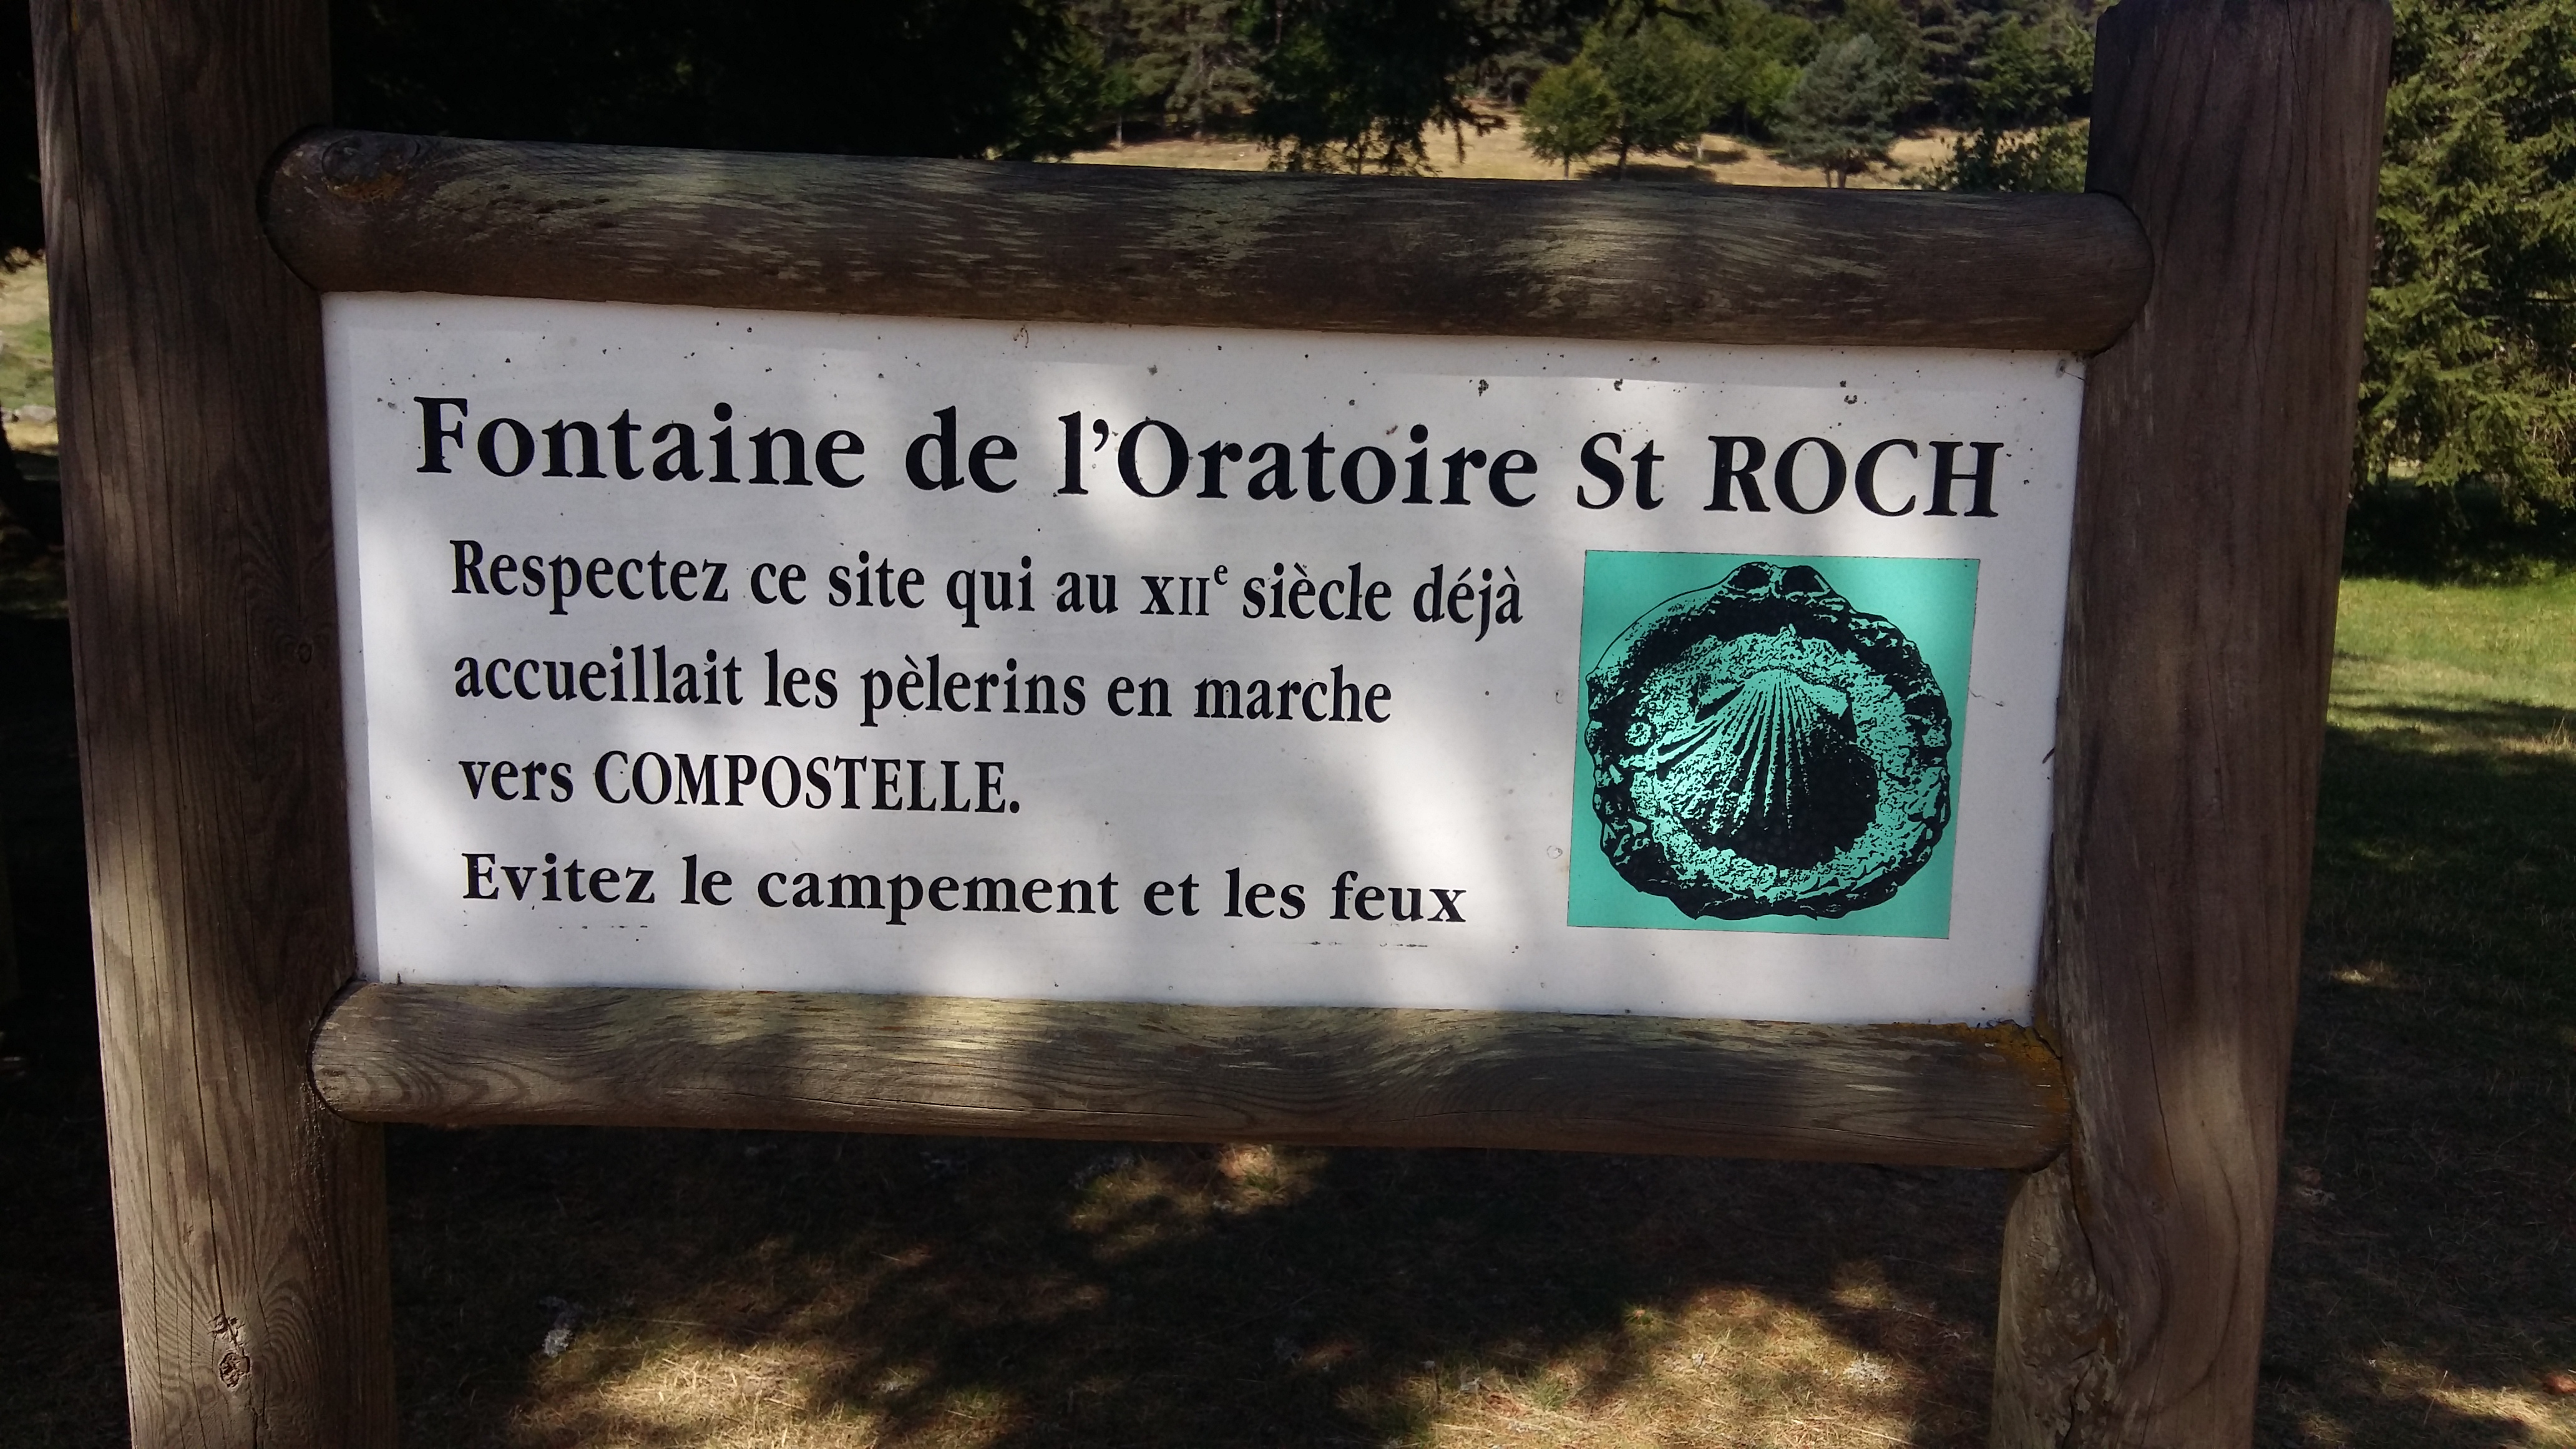 Fontaine de l'Oratoire St ROCH
Respectez ce site qui au XIIe siècle déjà
accueillait les pèlerins en marche
vers COMPOSTELLE.
Evitez le campement et les feux